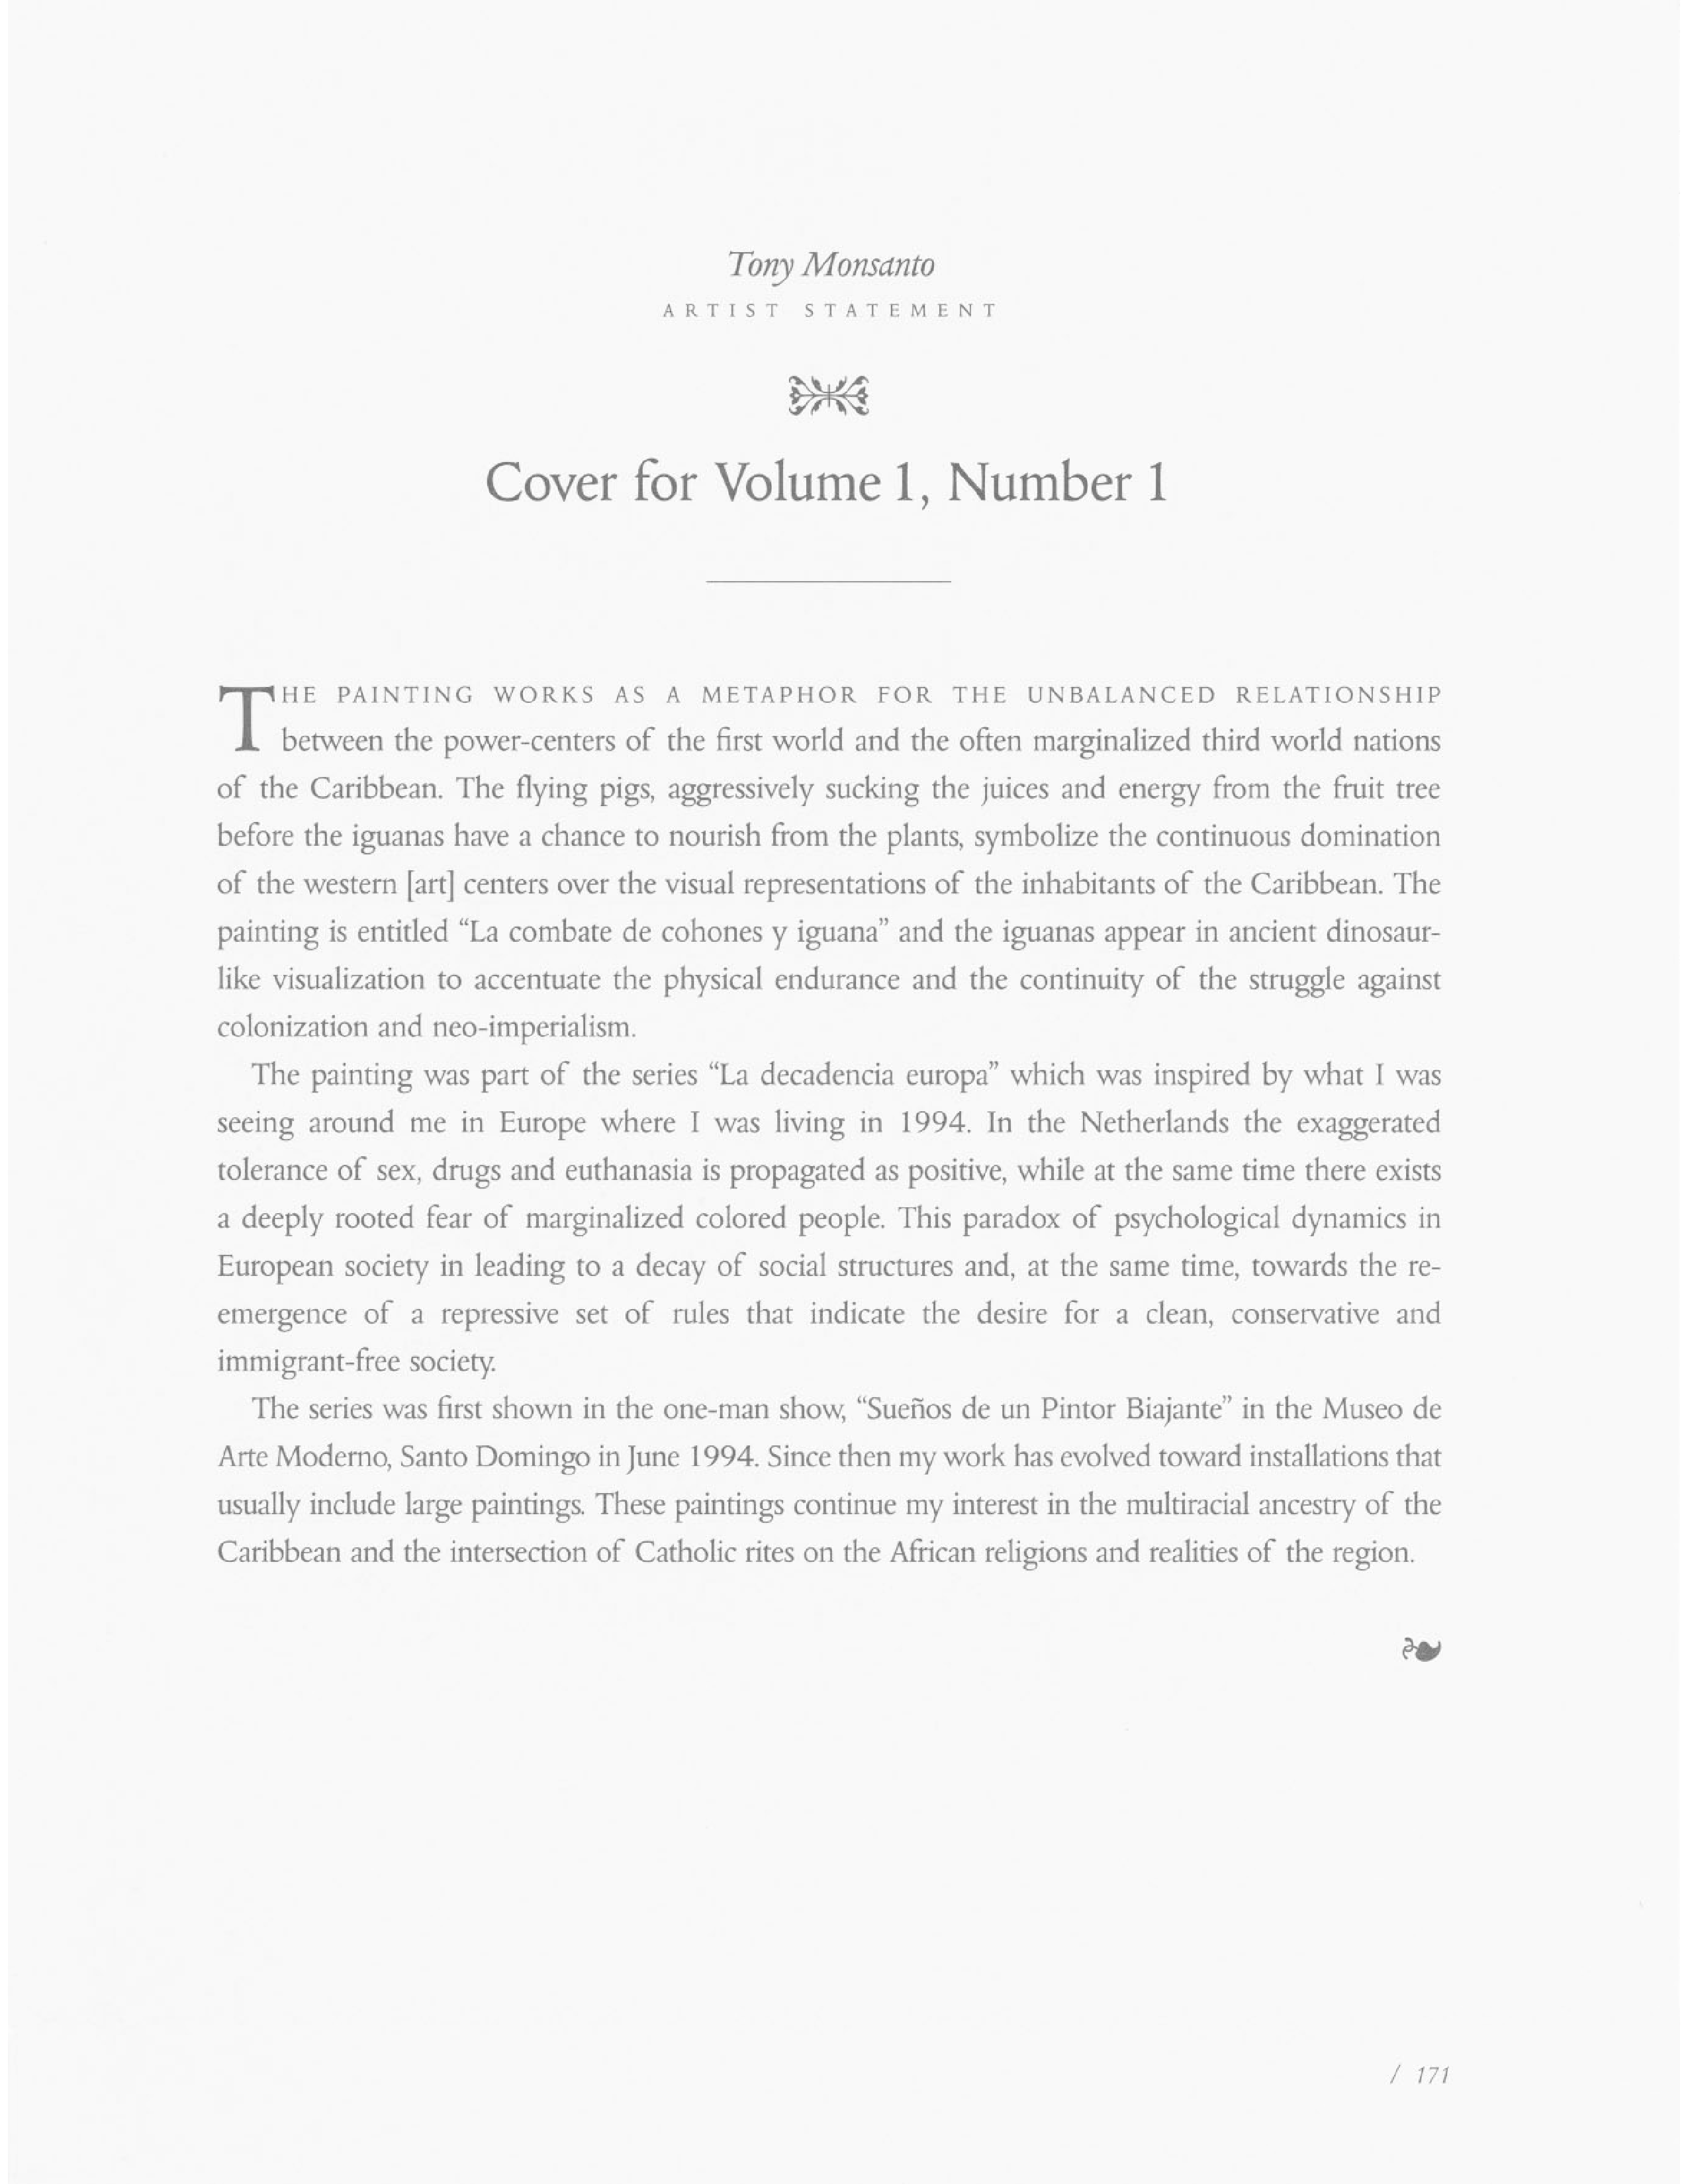 Tony Monsanto
ARTIST STATEMENT
Cover for Volume 1, Number 1
THE PAINTING WORKS AS A METAPHOR FOR THE UNBALANCED RELATIONSHIP
between the power-centers of the first world and the often marginalized third world nations
of the Caribbean. The flying pigs, aggressively sucking the juices and energy from the fruit tree
before the iguanas have a chance to nourish from the plants, symbolize the continuous domination
of the western [art] centers over the visual representations of the inhabitants of the Caribbean. The
painting is entitled “La combate de cohones y iguana” and the iguanas appear in ancient dinosaur-
like visualization to accentuate the physical endurance and the continuity of the struggle against
colonization and neo-imperialism.
The painting was part of the series “La decadencia europa” which was inspired by what I was
seeing around me in Europe where I was living in 1994. In the Netherlands the exaggerated
tolerance of sex, drugs and euthanasia is propagated as positive, while at the same time there exists
a deeply rooted fear of marginalized colored people. This paradox of psychological dynamics in
European society in leading to a decay of social structures and, at the same time, towards the re-
emergence of a repressive set of rules that indicate the desire for a clean, conservative and
immigrant-free society.
The series was first shown in the one-man show, “Sueños de un Pintor Biajante” in the Museo de
Arte Moderno, Santo Domingo in June 1994. Since then my work has evolved toward installations that
usually include large paintings. These paintings continue my interest in the multiracial ancestry of the
Caribbean and the intersection of Catholic rites on the African religions and realities of the region.
/ 171